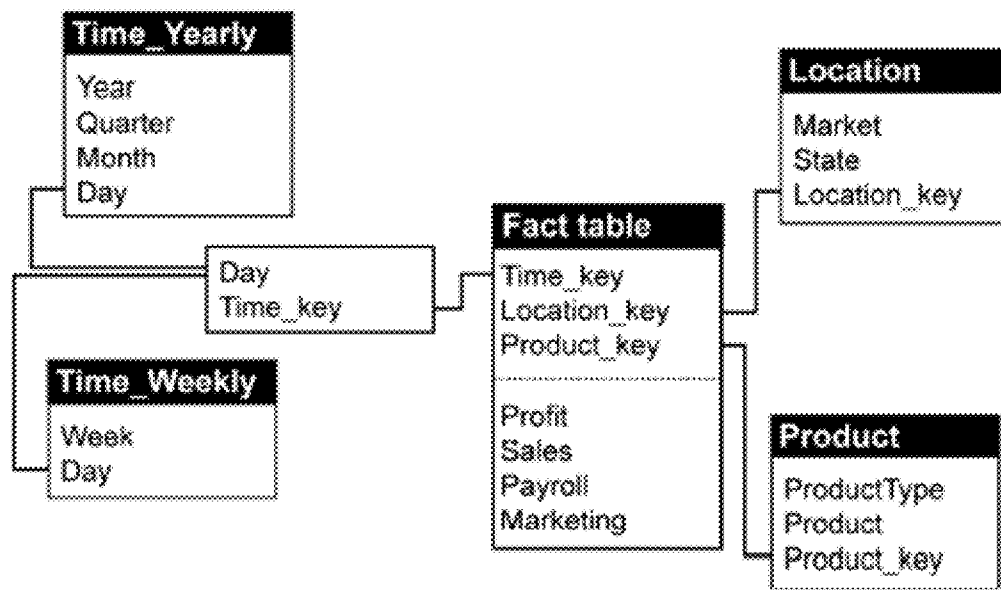 Time_Yearly
Year
Quarter
Month
Day
Day
Time_key
Time_Weekly
Week
Day
Fact table
Time_key
Location_key
Product_key
Profit
Sales
Payroll
Marketing
Location
Market
State
Location_key
Product
ProductType
Product
Product_key